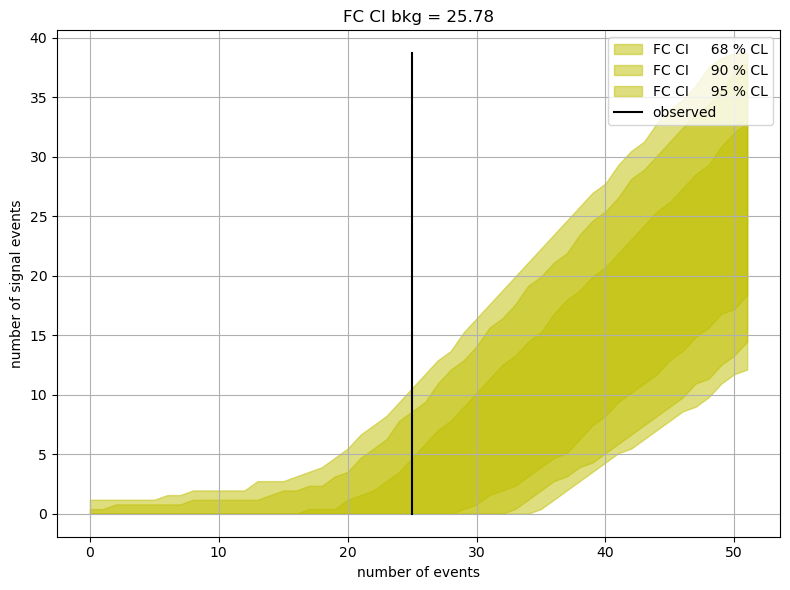 FC CI bkg = 25.78
FC CI 68 % CL
FC CI 90 % CL
FC CI 95 % CL
observed
number of signal events
40
35
30
25
20
15
10
5
0
0 10 20 30 40 50
number of events